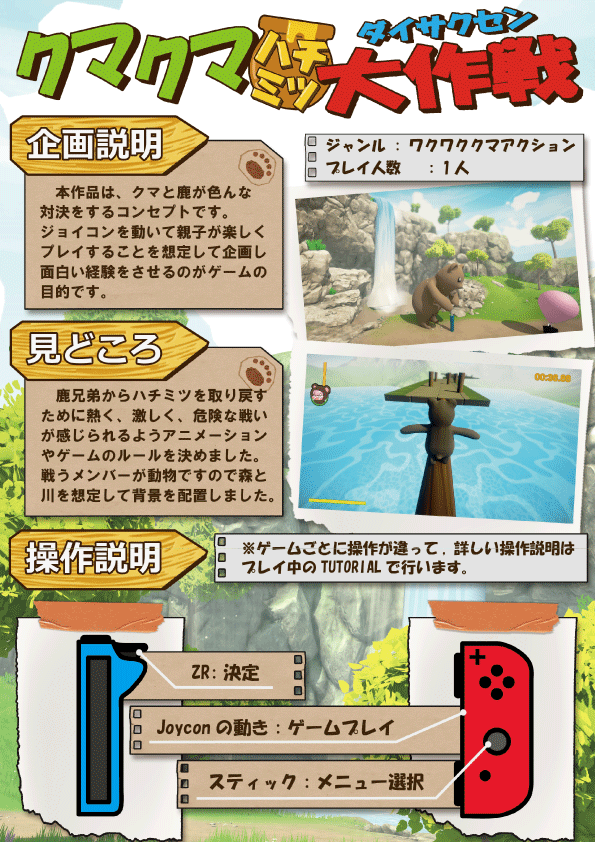 クマクマハチミツ大作戦
ダイサクセン
企画説明
本作品は、クマと鹿が色んな
対決をするコンセプトです。
ジョイコンを動いて親子が楽しく
プレイすることを想定して企画し
面白い経験をさせるのがゲームの
目的です。
ジャンル：ワクワククマアクション
プレイ人数　：１人
見どころ
鹿兄弟からハチミツを取り戻す
ために熱く、激しく、危険な戦い
が感じられるようアニメーション
やゲームのルールを決めました。
戦うメンバーが動物ですので森と
川を想定して背景を配置しました。
操作説明
※ゲームごとに操作が違って，詳しい操作説明は
プレイ中のTUTORIALで行います。
ZR：決定
Joyconの動き：ゲームプレイ
スティック：メニュー選択